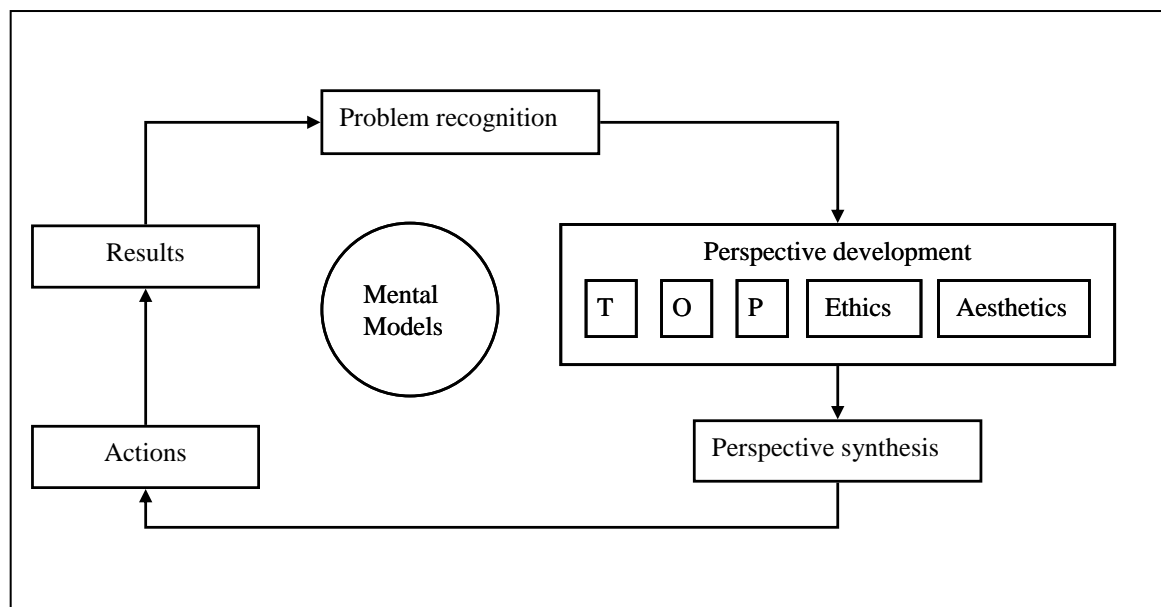 Problem recognition
Results
Perspective development
T O P Ethics Aesthetics
Mental
Models
Actions
Perspective synthesis